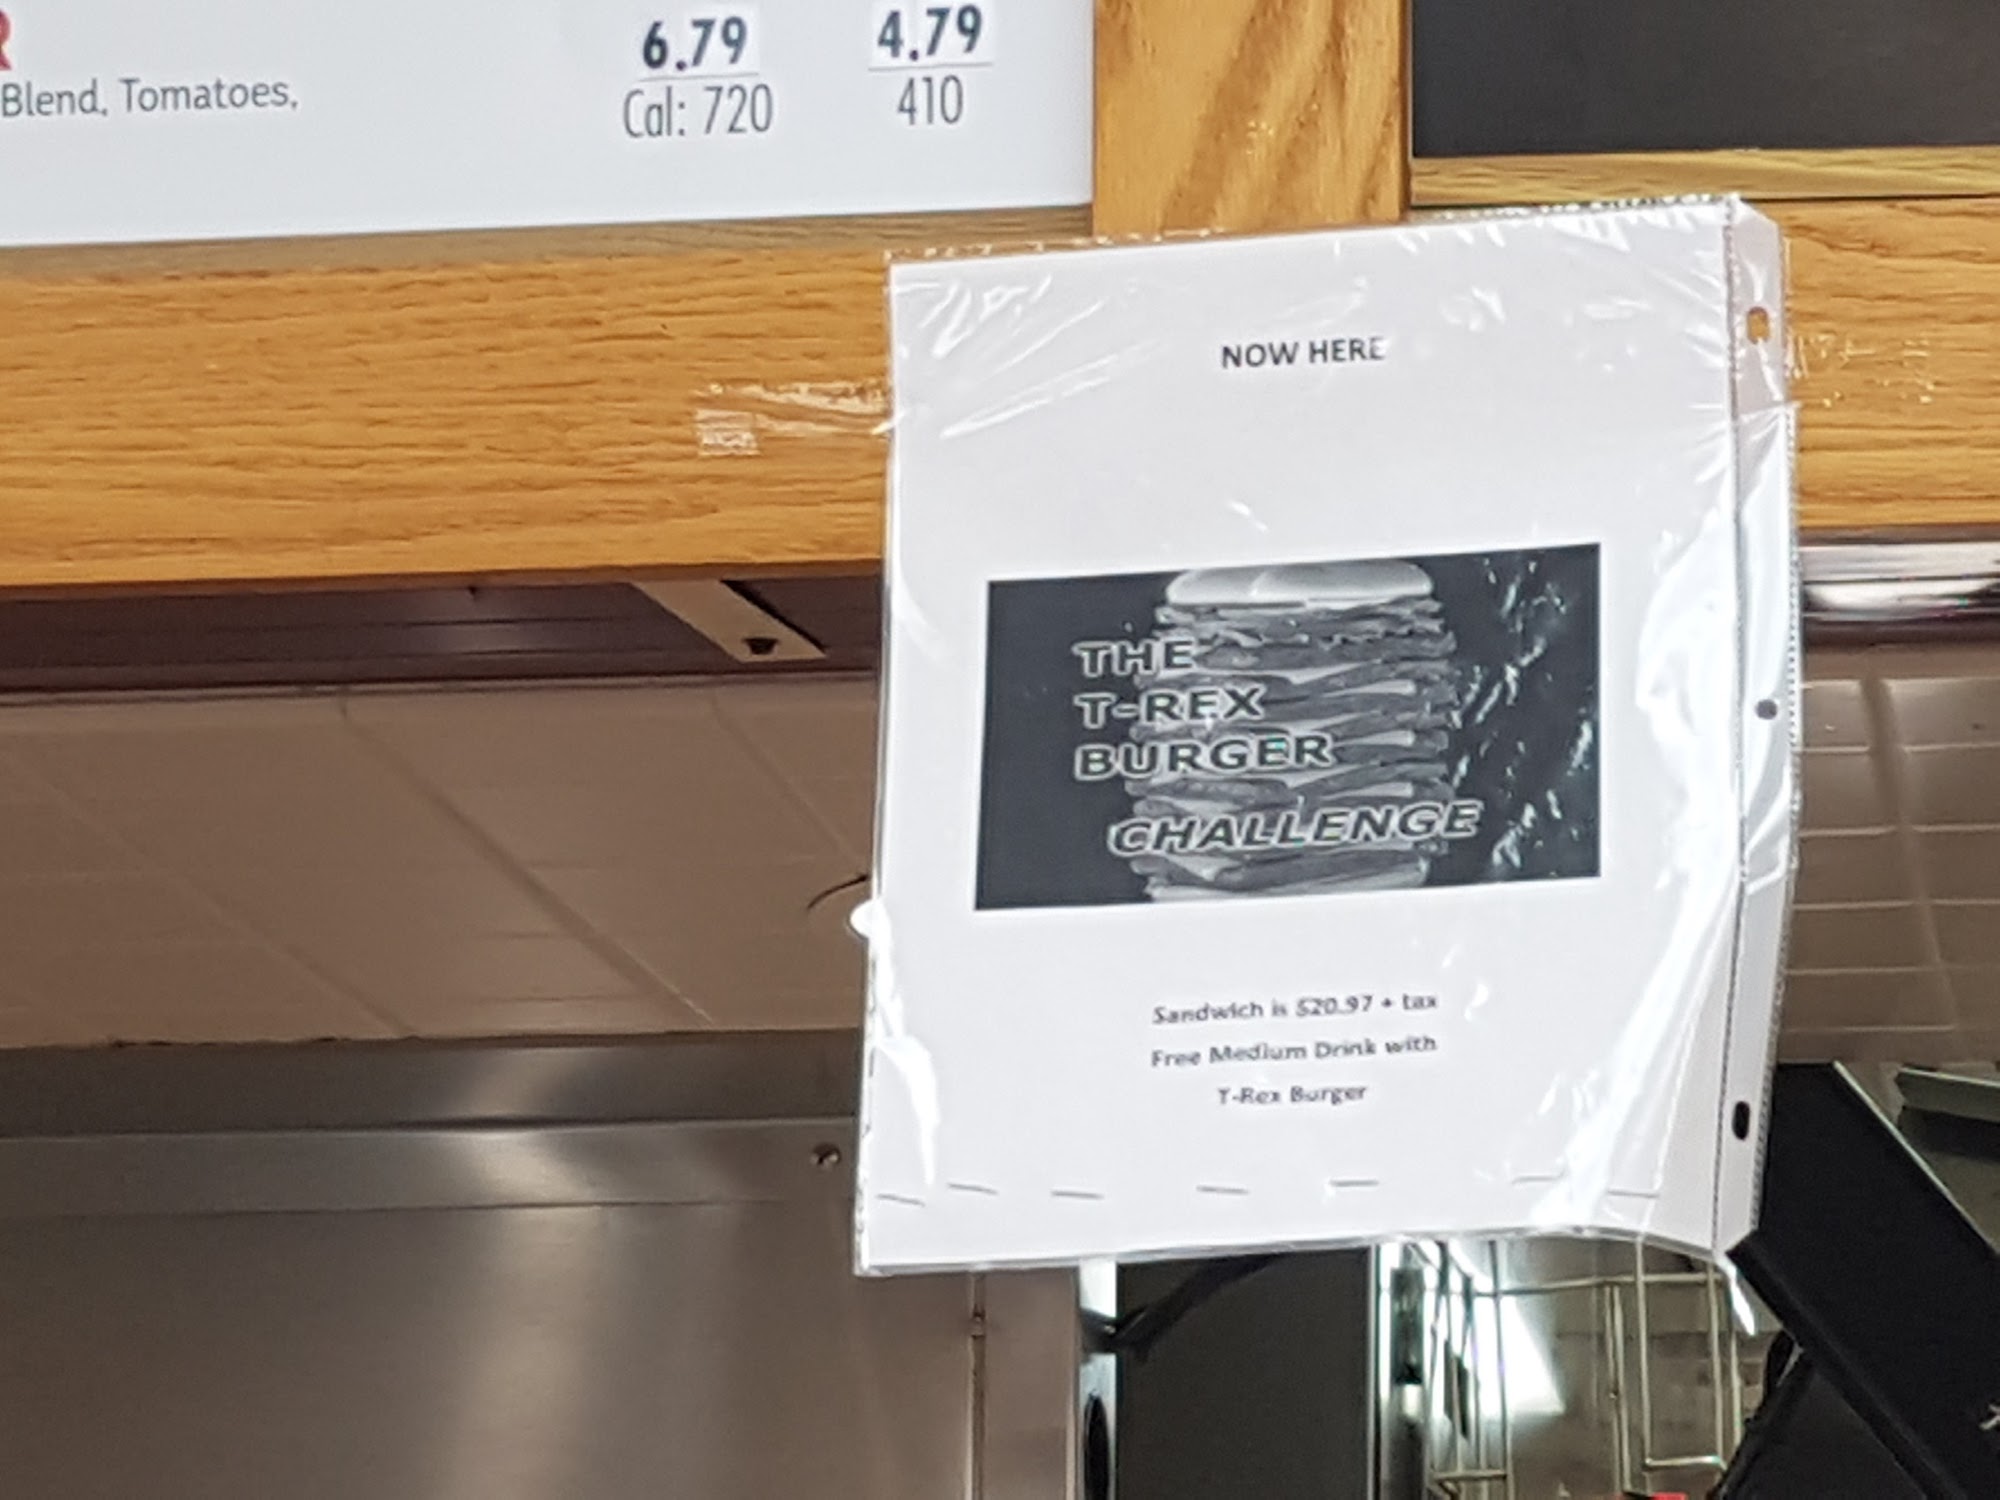 6.79 4.79
Blend, Tomatoes,
Cal: 720 410
NOW HERE
THE
T-REX
BURGER
CHALLENGE
Sandwich is $20.97 + tax
Free Medium Drink with
T-Rex Burger